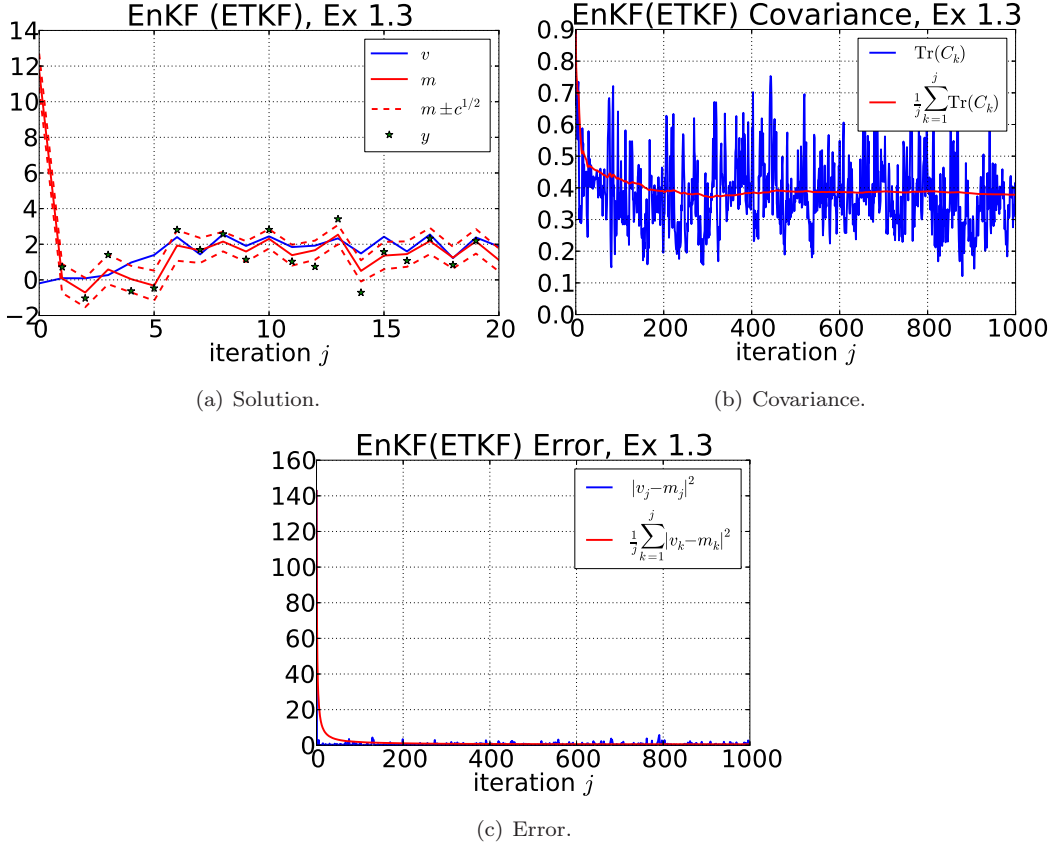 EnKF (ETKF), Ex 1.3
14
12
10
8
6
4
2
0
−2
0 5 10 15 20
iteration j
v
m
m ± c^{1/2}
y
(a) Solution.
EnKF(ETKF) Covariance, Ex 1.3
0.9
0.8
0.7
0.6
0.5
0.4
0.3
0.2
0.1
0.0
0 200 400 600 800 1000
iteration j
Tr(C_k)
\frac{1}{j}\sum_{k=1}^{j} Tr(C_k)
(b) Covariance.
EnKF(ETKF) Error, Ex 1.3
160
140
120
100
80
60
40
20
0
0 200 400 600 800 1000
iteration j
|v_j−m_j|^2
\frac{1}{j}\sum_{k=1}^{j} |v_k−m_k|^2
(c) Error.